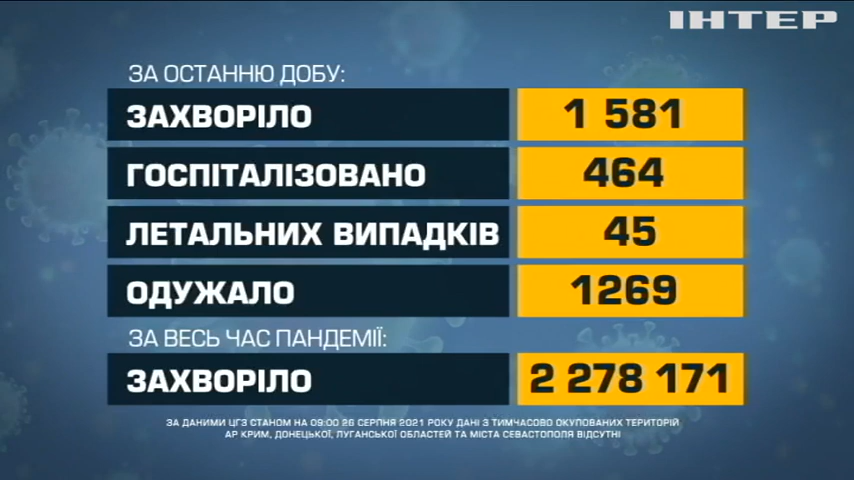 ІНТЕР
ЗА ОСТАННЮ ДОБУ:
ЗАХВОРІЛО 1 581
ГОСПІТАЛІЗОВАНО 464
ЛЕТАЛЬНИХ ВИПАДКІВ 45
ОДУЖАЛО 1269
ЗА ВЕСЬ ЧАС ПАНДЕМІЇ:
ЗАХВОРІЛО 2 278 171
ЗА ДАНИМИ ЦГЗ СТАНОМ НА 09:00 26 СЕРПНЯ 2021 РОКУ ДАНІ З ТИМЧАСОВО ОКУПОВАНИХ ТЕРИТОРІЙ
АР КРИМ, ДОНЕЦЬКОЇ, ЛУГАНСЬКОЇ ОБЛАСТЕЙ ТА МІСТА СЕВАСТОПОЛЯ ВІДСУТНІ